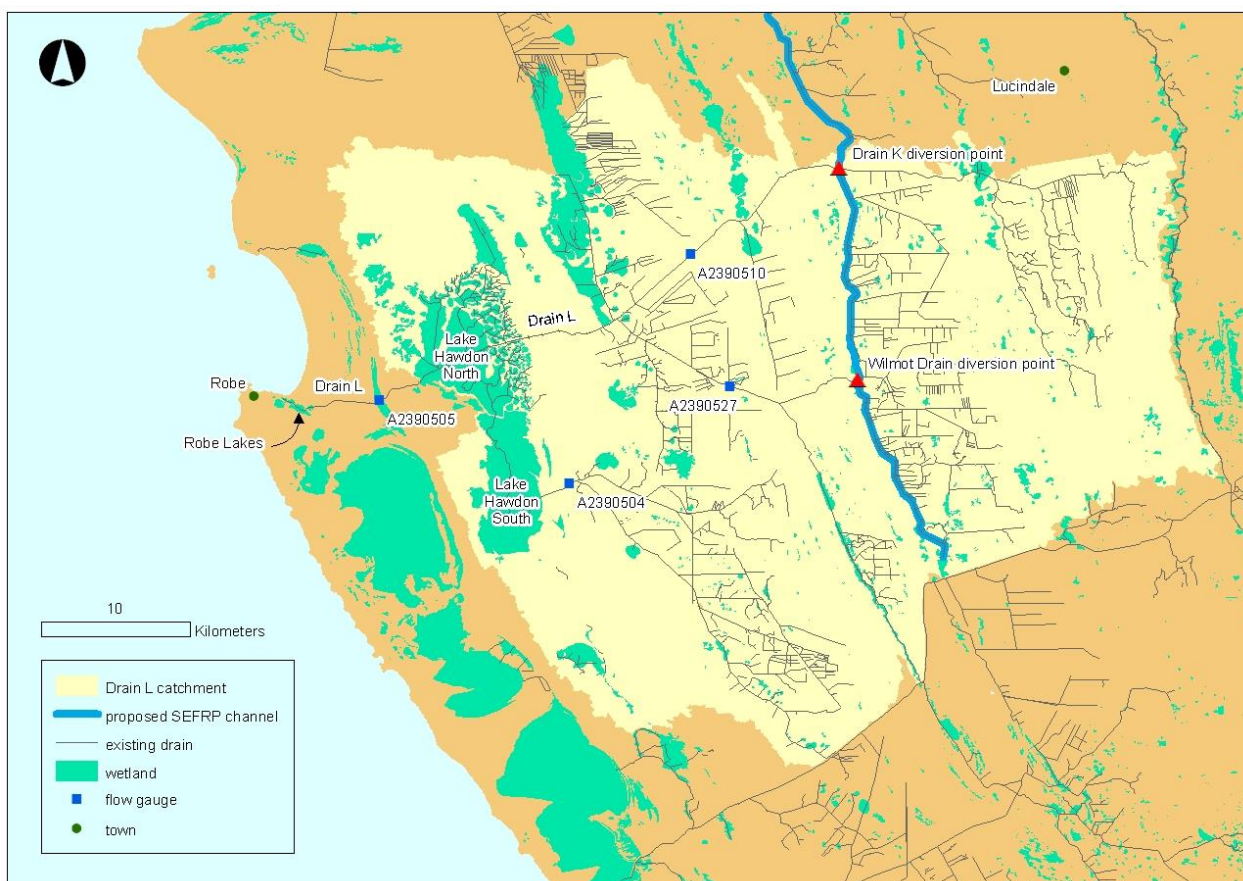 Lucindale
Drain K diversion point
A2390510
Drain L
Lake
Hawdon
North
Wilmot Drain diversion point
Robe
Drain L
A2390505
A2390527
Robe Lakes
Lake
Hawdon
South
A2390504
10
Kilometers
Drain L catchment
proposed SEFRP channel
existing drain
wetland
flow gauge
town